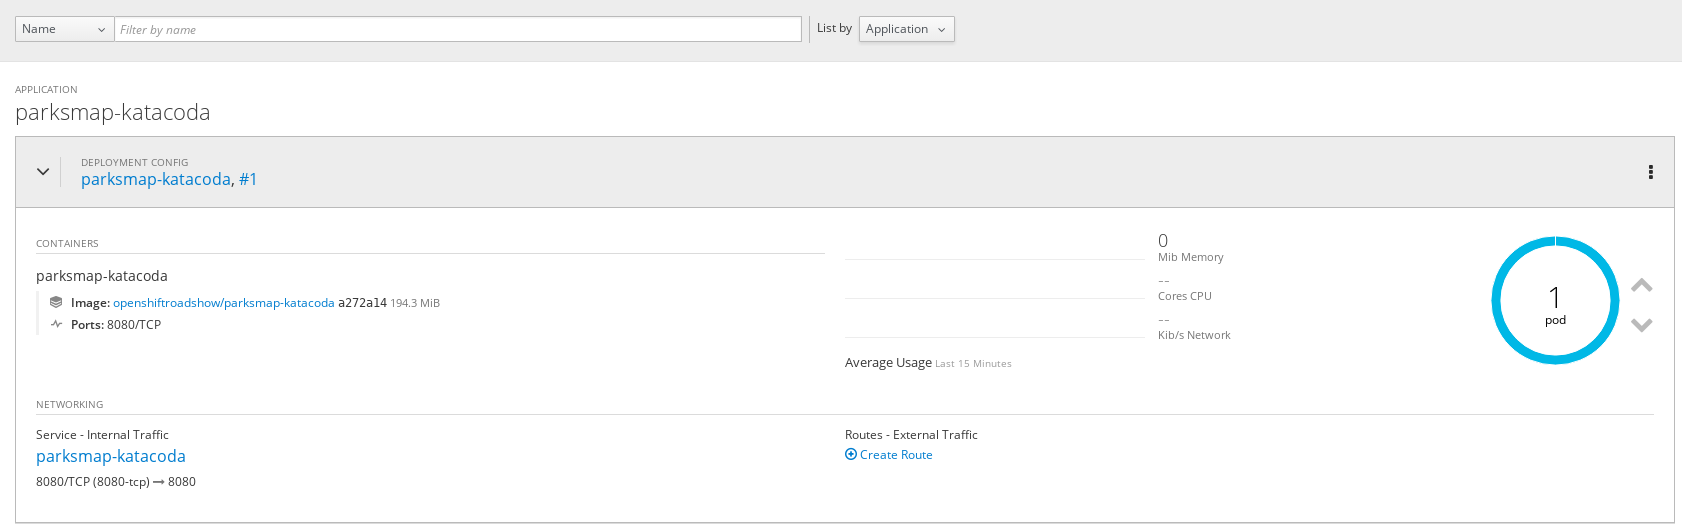 Name Filter by name List by Application
APPLICATION
parksmap-katacoda
DEPLOYMENT CONFIG
parksmap-katacoda, #1
CONTAINERS
parksmap-katacoda
Image: openshiftroadshow/parksmap-katacoda a272a14 194.3 MiB
Ports: 8080/TCP
0
Mib Memory
--
Cores CPU
--
Kib/s Network
Average Usage Last 15 Minutes
1
pod
NETWORKING
Service - Internal Traffic
parksmap-katacoda
8080/TCP (8080-tcp) → 8080
Routes - External Traffic
Create Route